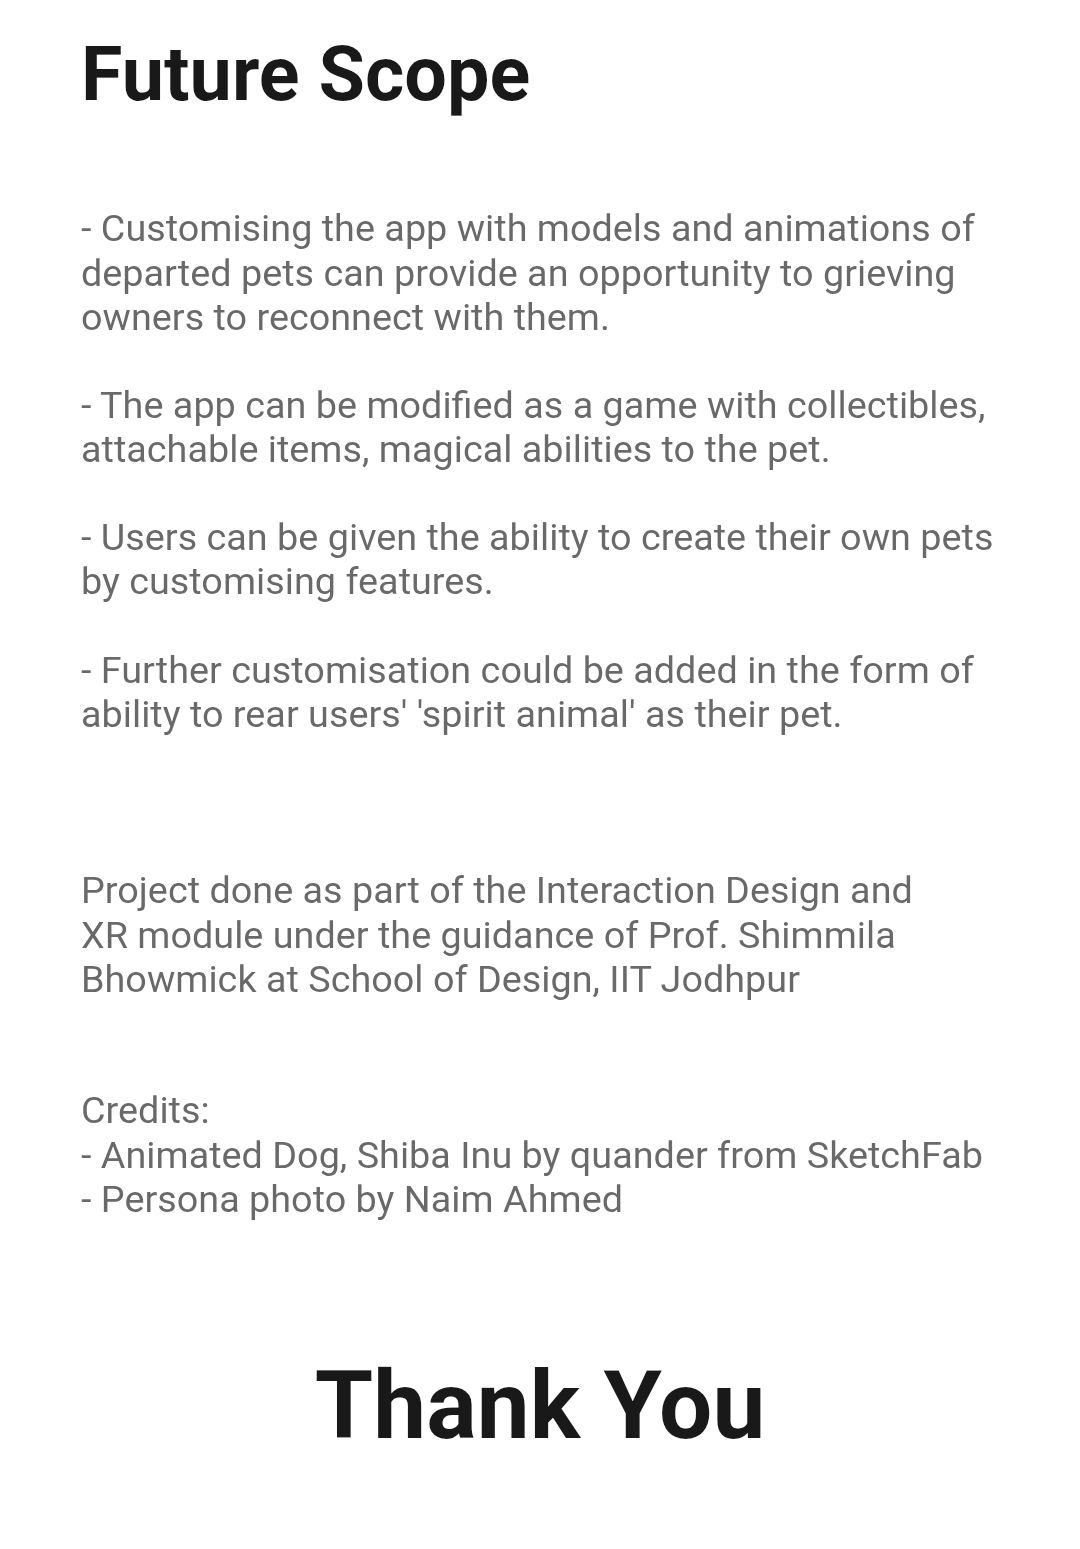 Future Scope
- Customising the app with models and animations of
departed pets can provide an opportunity to grieving
owners to reconnect with them.
- The app can be modified as a game with collectibles,
attachable items, magical abilities to the pet.
- Users can be given the ability to create their own pets
by customising features.
- Further customisation could be added in the form of
ability to rear users' 'spirit animal' as their pet.
Project done as part of the Interaction Design and
XR module under the guidance of Prof. Shimmila
Bhowmick at School of Design, IIT Jodhpur
Credits:
- Animated Dog, Shiba Inu by quander from SketchFab
- Persona photo by Naim Ahmed
Thank You